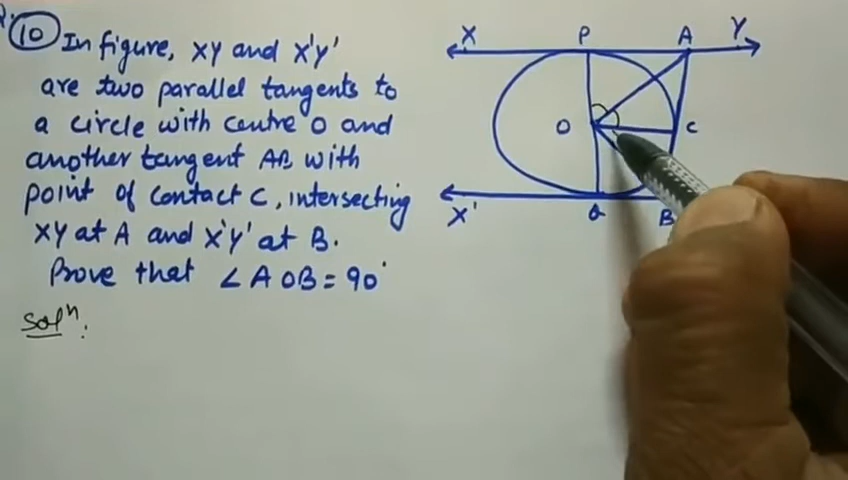 10 In figure, XY and X'Y'
are two parallel tangents to
a circle with centre O and
another tangent AB with
point of contact C, intersecting
XY at A and X'Y' at B.
Prove that ∠AOB = 90°
Solⁿ:
X P A Y
O C
X' Q B